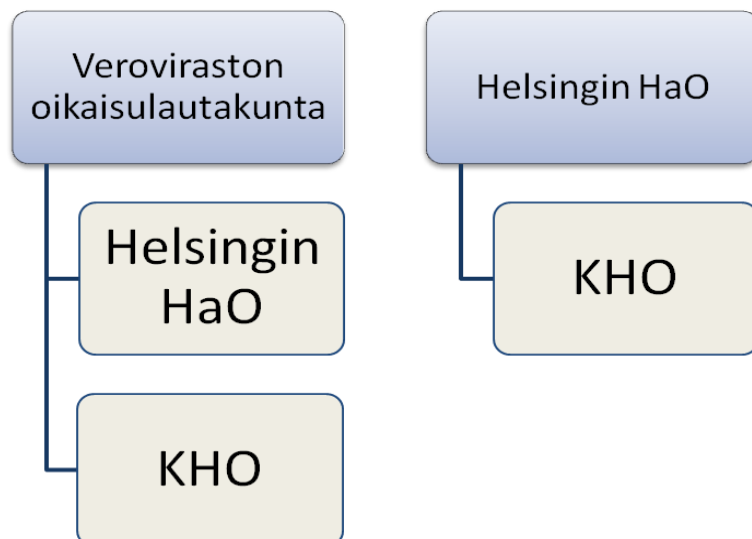 Veroviraston
oikaisulautakunta
Helsingin
HaO
KHO
Helsingin HaO
KHO